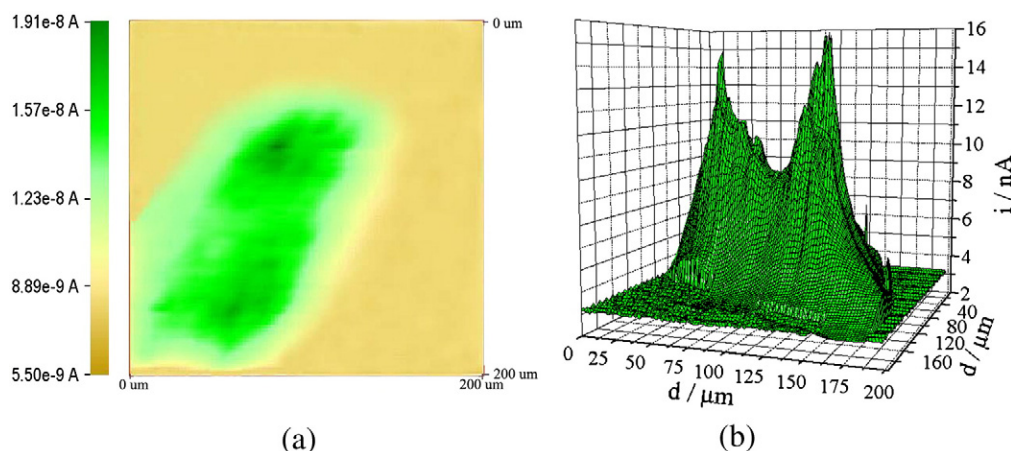 1.91e-8 A
1.57e-8 A
1.23e-8 A
8.89e-9 A
5.50e-9 A
0 um
200 um
0 um
200 um
(a)
16
14
12
10
8
6
4
2
i / nA
40
80
120
160
d / μm
0
25
50
75
100
125
150
175
200
d / μm
(b)